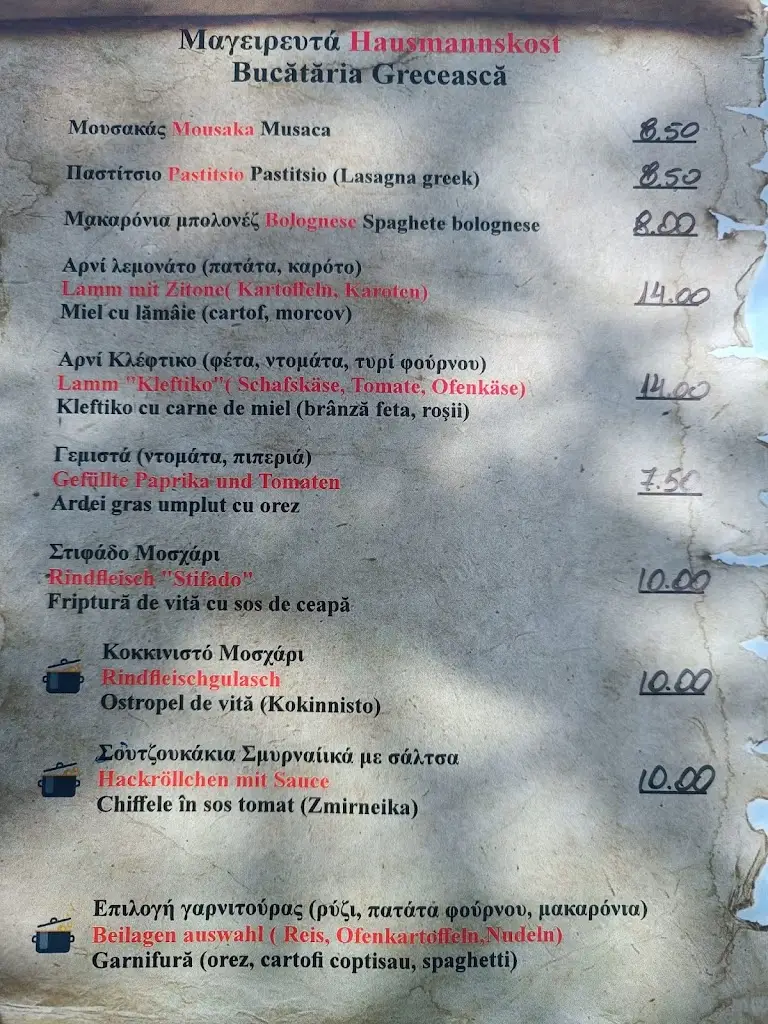 Μαγειρευτά Hausmannskost
Bucătăria Grecească
Μουσακάς Mousaka Musaca 8.50
Παστίτσιο Pastitsio Pastitsio (Lasagna greek) 8.50
Μακαρόνια μπολονέζ Bolognese Spaghete bolognese 8.00
Αρνί λεμονάτο (πατάτα, καρότο)
Lamm mit Zitone( Kartoffeln, Karoten) 14.00
Miel cu lămâie (cartof, morcov)
Αρνί Κλέφτικο (φέτα, ντομάτα, τυρί φούρνου)
Lamm "Kleftiko"( Schafskäse, Tomate, Ofenkäse) 14.00
Kleftiko cu carne de miel (brânză feta, roşii)
Γεμιστά (ντομάτα, πιπεριά)
Gefüllte Paprika und Tomaten 7.50
Ardei gras umplut cu orez
Στιφάδο Μοσχάρι
Rindfleisch "Stifado" 10.00
Friptură de vită cu sos de ceapă
Κοκκινιστό Μοσχάρι
Rindfleischgulasch 10.00
Ostropel de vită (Kokinnisto)
Σουτζουκάκια Σμυρναίικά με σάλτσα
Hackröllchen mit Sauce 10.00
Chiffele în sos tomat (Zmirneika)
Επιλογή γαρνιτούρας (ρύζι, πατάτα φούρνου, μακαρόνια)
Beilagen auswahl ( Reis, Ofenkartoffeln,Nudeln)
Garnifură (orez, cartofi coptisau, spaghetti)